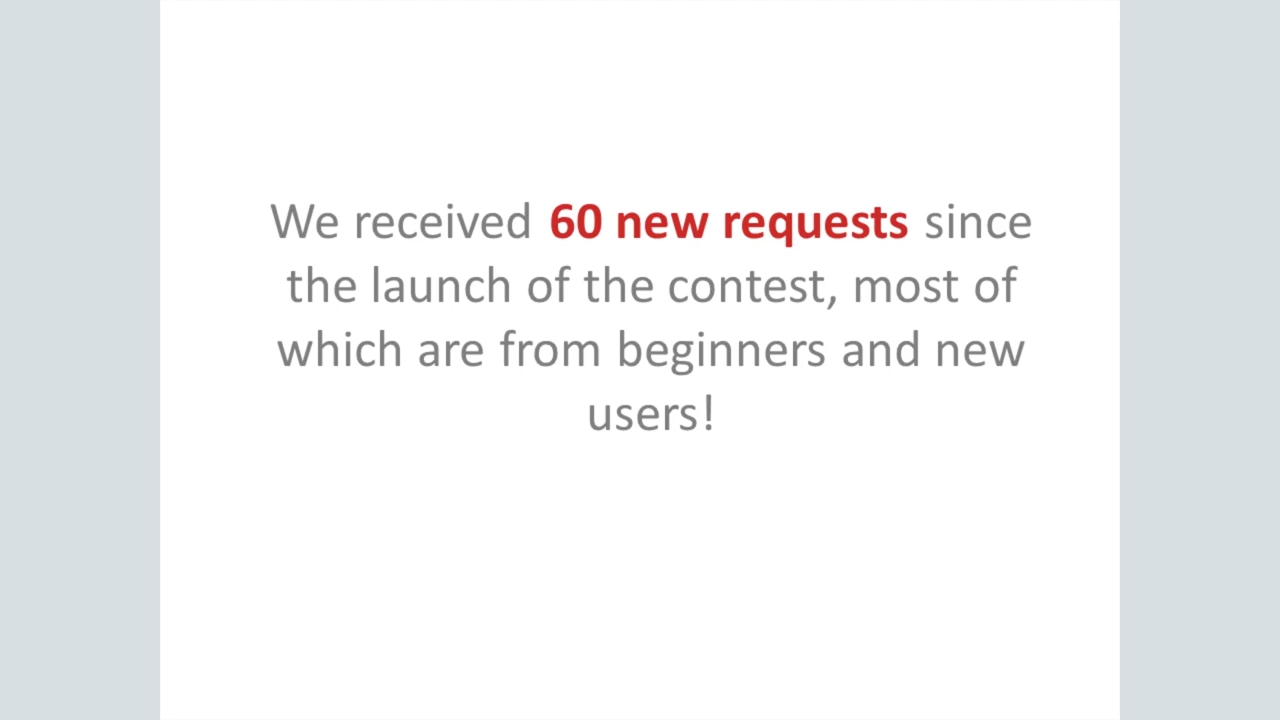 We received 60 new requests since
the launch of the contest, most of
which are from beginners and new
users!